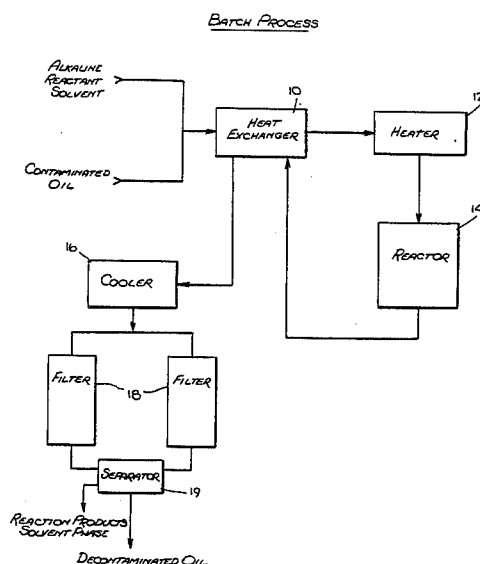 BATCH PROCESS
ALKALINE
REACTANT
SOLVENT
CONTAMINATED
OIL
10
HEAT
EXCHANGER
12
HEATER
14
REACTOR
16
COOLER
FILTER
18
FILTER
SEPARATOR
19
REACTION PRODUCTS
SOLVENT PHASE
DECONTAMINATED OIL